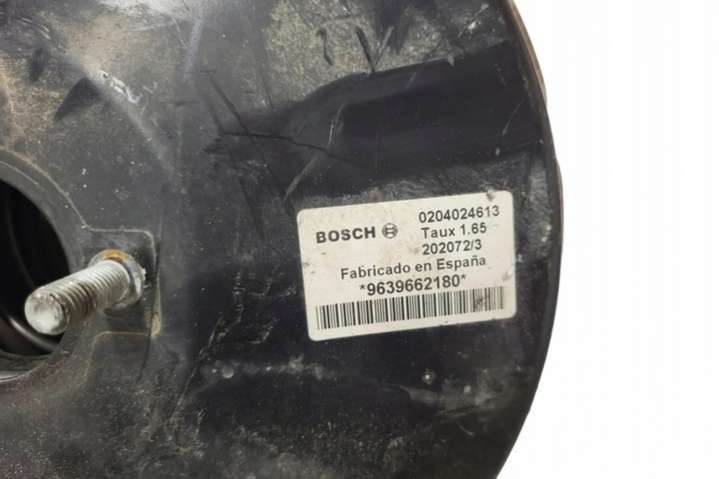 BOSCH 0204024613
Taux 1.65
202072/3
Fabricado en España
*9639662180*